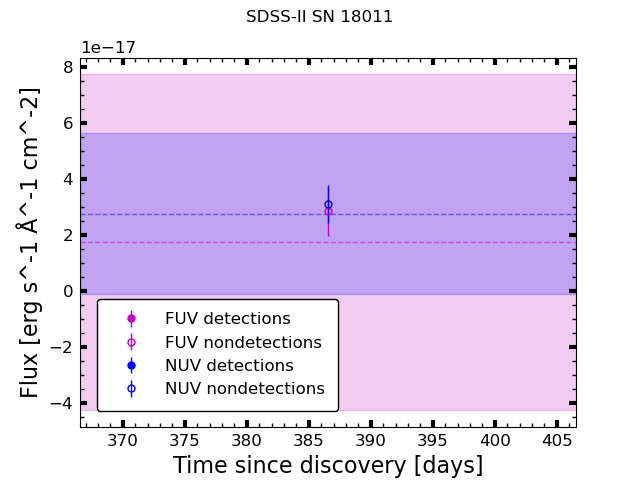 SDSS-II SN 18011
1e−17
8
6
4
2
0
−2
−4
Flux [erg s^-1 Å^-1 cm^-2]
FUV detections
FUV nondetections
NUV detections
NUV nondetections
370 375 380 385 390 395 400 405
Time since discovery [days]